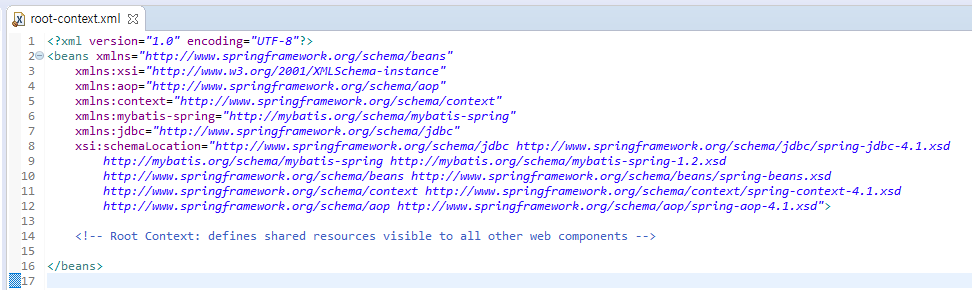 root-context.xml
1 <?xml version="1.0" encoding="UTF-8"?>
2 <beans xmlns="http://www.springframework.org/schema/beans"
3 xmlns:xsi="http://www.w3.org/2001/XMLSchema-instance"
4 xmlns:aop="http://www.springframework.org/schema/aop"
5 xmlns:context="http://www.springframework.org/schema/context"
6 xmlns:mybatis-spring="http://mybatis.org/schema/mybatis-spring"
7 xmlns:jdbc="http://www.springframework.org/schema/jdbc"
8 xsi:schemaLocation="http://www.springframework.org/schema/jdbc http://www.springframework.org/schema/jdbc/spring-jdbc-4.1.xsd
9 http://mybatis.org/schema/mybatis-spring http://mybatis.org/schema/mybatis-spring-1.2.xsd
10 http://www.springframework.org/schema/beans http://www.springframework.org/schema/beans/spring-beans.xsd
11 http://www.springframework.org/schema/context http://www.springframework.org/schema/context/spring-context-4.1.xsd
12 http://www.springframework.org/schema/aop http://www.springframework.org/schema/aop/spring-aop-4.1.xsd">
13
14 <!-- Root Context: defines shared resources visible to all other web components -->
15
16 </beans>
17